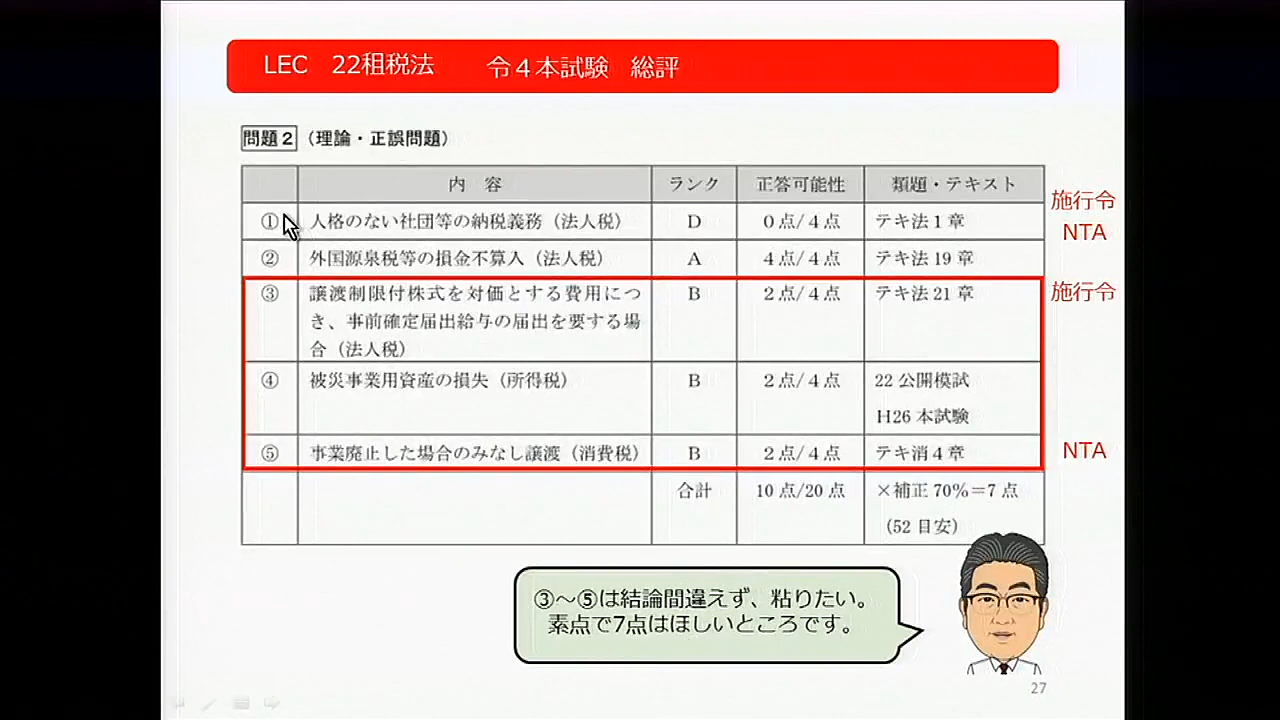 LEC 22租税法 令4本試験 総評
問題2 (理論・正誤問題)
内 容 ランク 正答可能性 類題・テキスト
施行令
① 人格のない社団等の納税義務(法人税) D 0点/4点 テキ法1章
NTA
② 外国源泉税等の損金不算入(法人税) A 4点/4点 テキ法19章
③ 譲渡制限付株式を対価とする費用につ B 2点/4点 テキ法21章 施行令
き、事前確定届出給与の届出を要する場
合(法人税)
④ 被災事業用資産の損失(所得税) B 2点/4点 22公開模試
H26本試験
⑤ 事業廃止した場合のみなし譲渡(消費税) B 2点/4点 テキ消4章 NTA
合計 10点/20点 ×補正70%=7点
(52目安)
③~⑤は結論間違えず、粘りたい。
素点で7点はほしいところです。
27